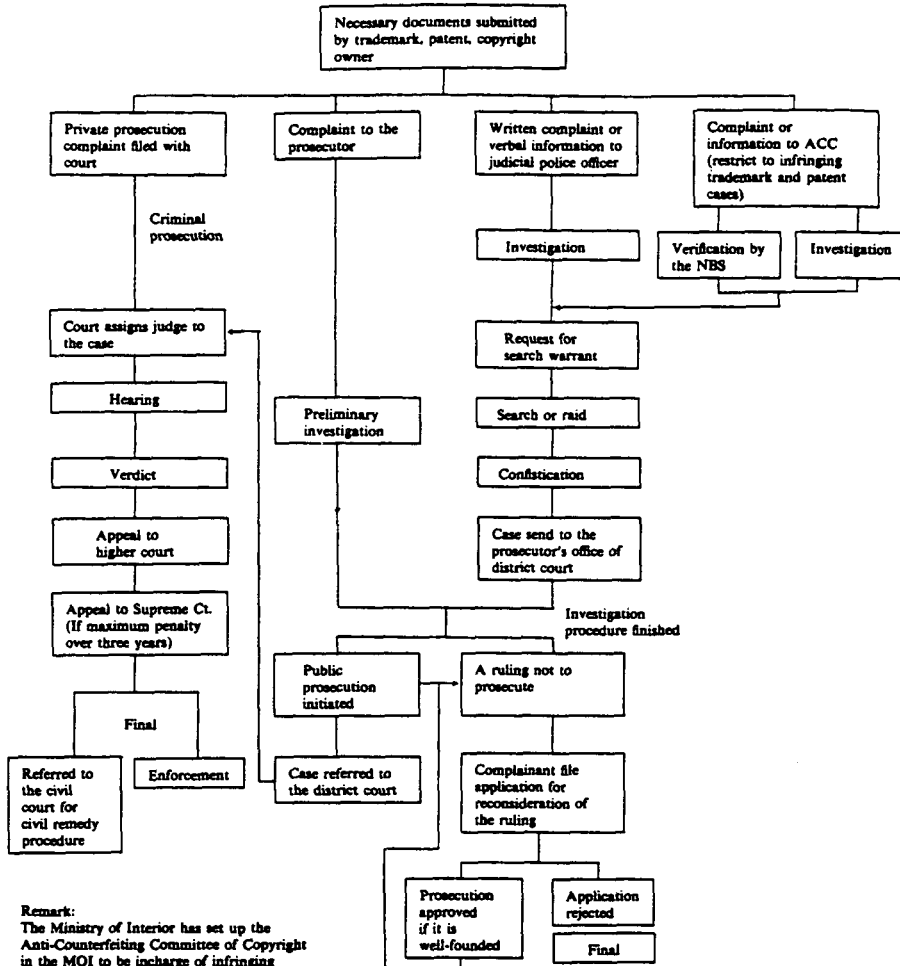 Necessary documents submitted
by trademark, patent, copyright
owner
Private prosecution
complaint filed with
court
Complaint to the
prosecutor
Written complaint or
verbal information to
judicial police officer
Complaint or
information to ACC
(restrict to infringing
trademark and patent
cases)
Criminal
prosecution
Investigation
Verification by
the NBS
Investigation
Court assigns judge to
the case
Request for
search warrant
Hearing
Preliminary
investigation
Search or raid
Verdict
Confistication
Appeal to
higher court
Case send to the
prosecutor's office of
district court
Appeal to Supreme Ct.
(If maximum penalty
over three years)
Investigation
procedure finished
Public
prosecution
initiated
A ruling not to
prosecute
Final
Referred to
the civil
court for
civil remedy
procedure
Enforcement
Case referred to
the district court
Complainant file
application for
reconsideration of
the ruling
Prosecution
approved
if it is
well-founded
Application
rejected
Final
Remark:
The Ministry of Interior has set up the
Anti-Counterfeiting Committee of Copyright
in the MOI to be incharge of infringing